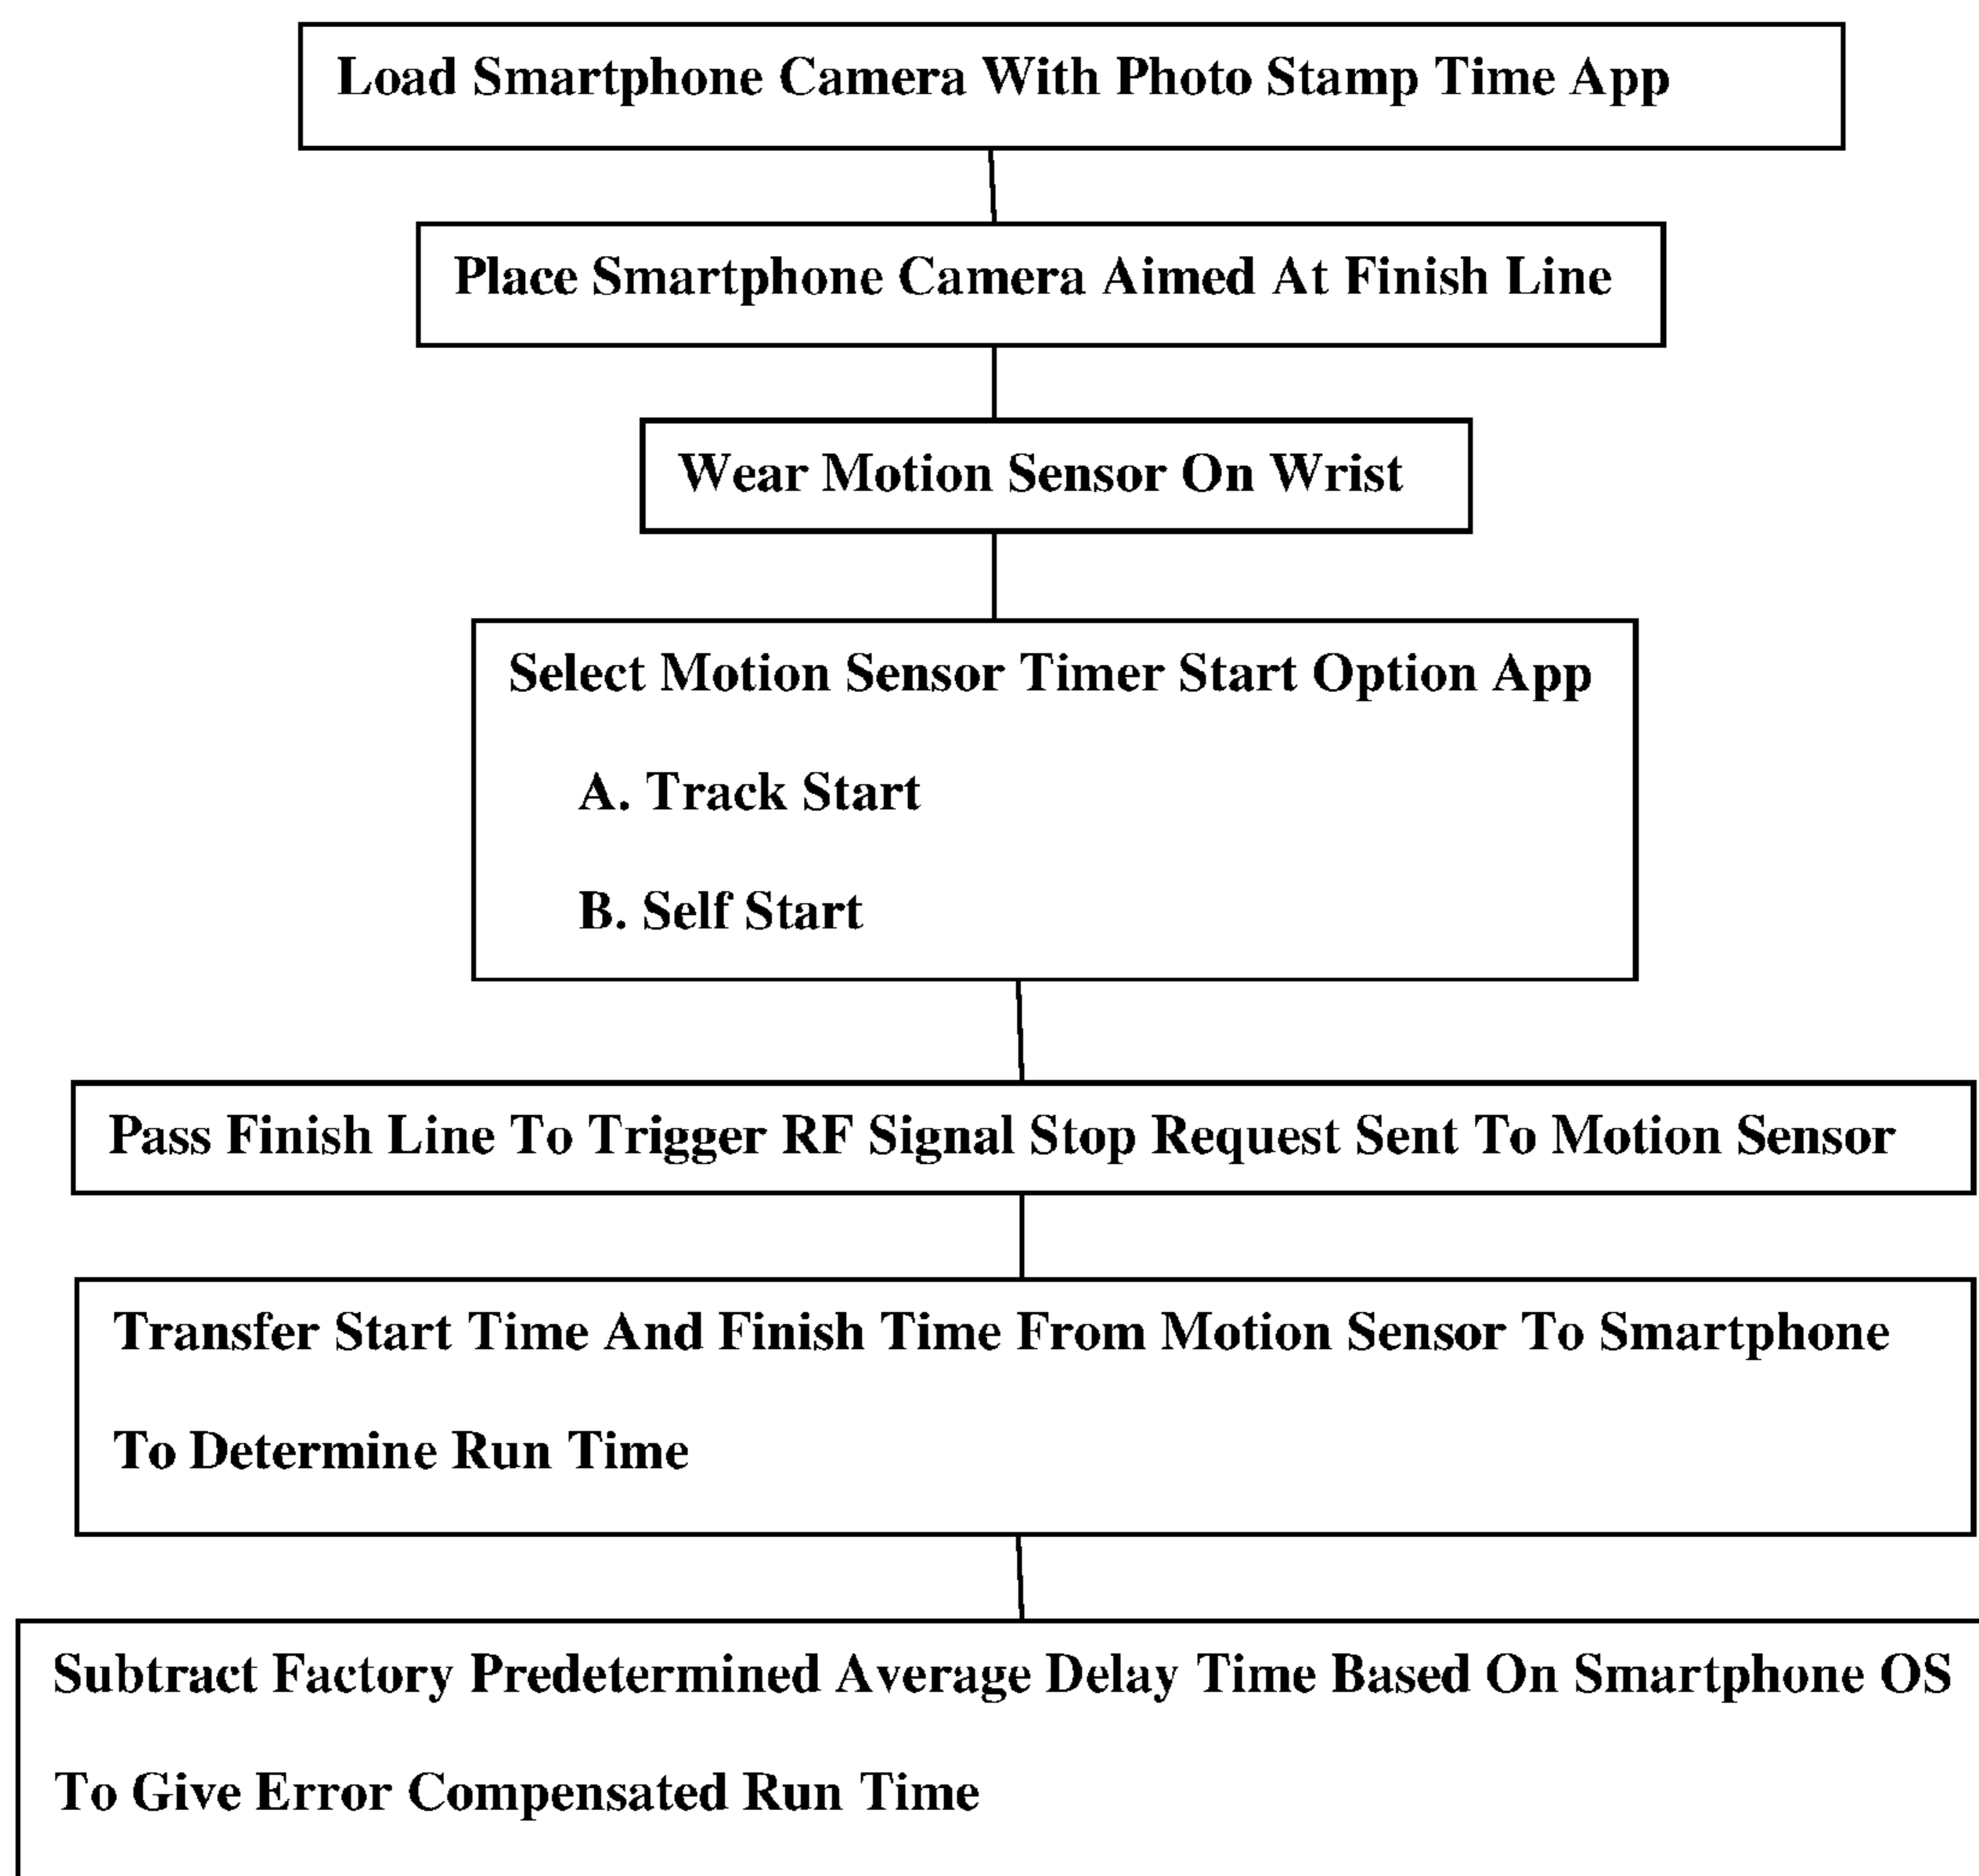 Load Smartphone Camera With Photo Stamp Time App
Place Smartphone Camera Aimed At Finish Line
Wear Motion Sensor On Wrist
Select Motion Sensor Timer Start Option App
A. Track Start
B. Self Start
Pass Finish Line To Trigger RF Signal Stop Request Sent To Motion Sensor
Transfer Start Time And Finish Time From Motion Sensor To Smartphone
To Determine Run Time
Subtract Factory Predetermined Average Delay Time Based On Smartphone OS
To Give Error Compensated Run Time